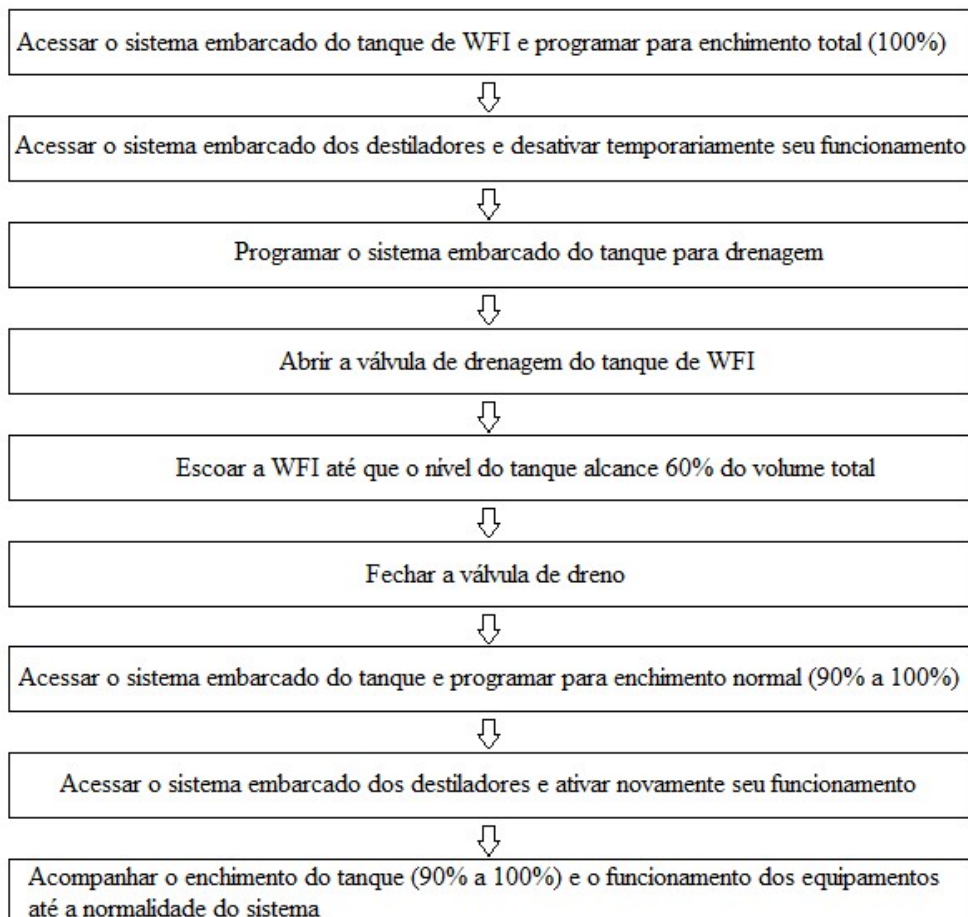 Acessar o sistema embarcado do tanque de WFI e programar para enchimento total (100%)
Acessar o sistema embarcado dos destiladores e desativar temporariamente seu funcionamento
Programar o sistema embarcado do tanque para drenagem
Abrir a válvula de drenagem do tanque de WFI
Escoar a WFI até que o nível do tanque alcance 60% do volume total
Fechar a válvula de dreno
Acessar o sistema embarcado do tanque e programar para enchimento normal (90% a 100%)
Acessar o sistema embarcado dos destiladores e ativar novamente seu funcionamento
Acompanhar o enchimento do tanque (90% a 100%) e o funcionamento dos equipamentos
até a normalidade do sistema